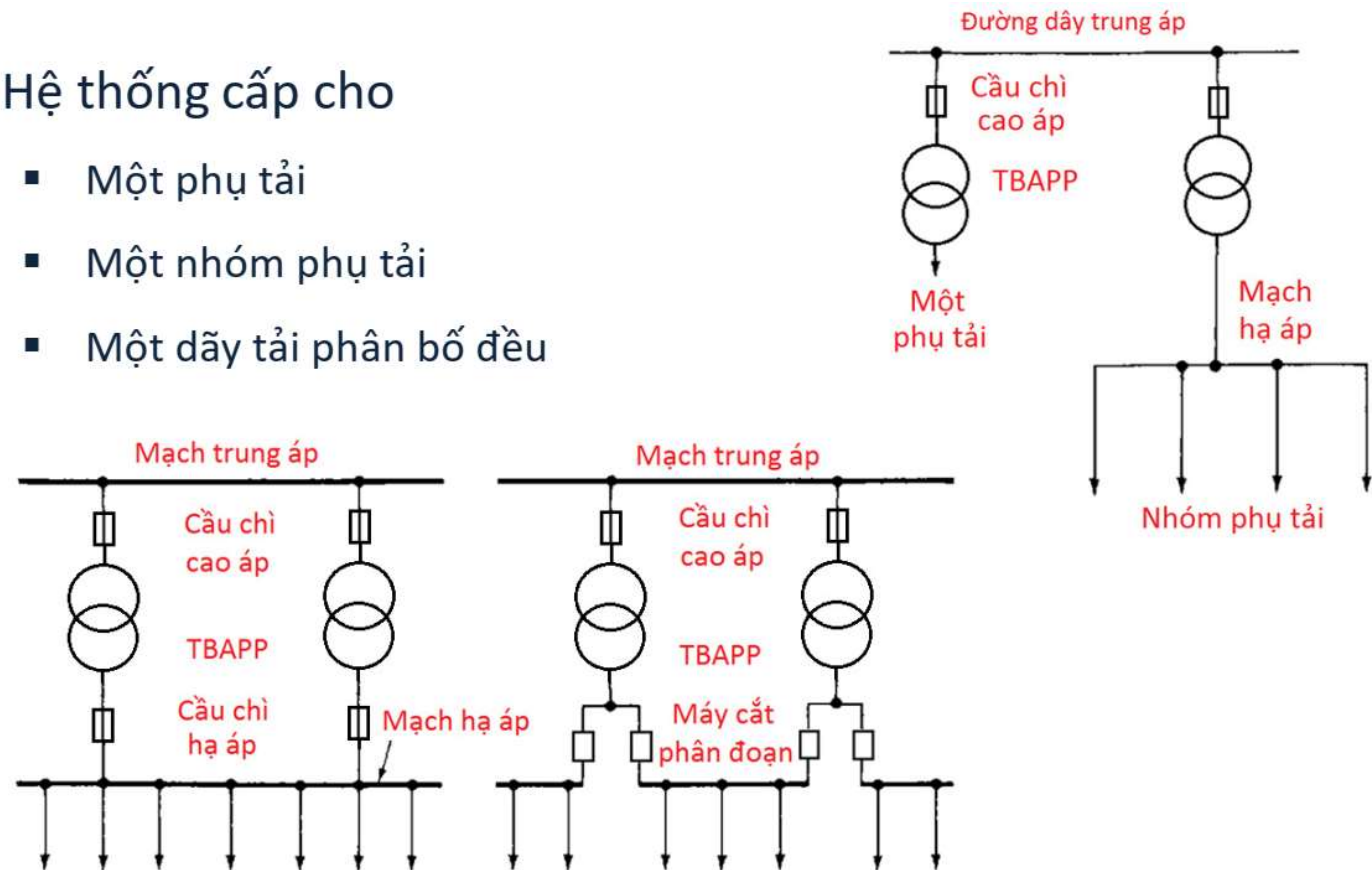 Hệ thống cấp cho
▪ Một phụ tải
▪ Một nhóm phụ tải
▪ Một dãy tải phân bố đều
Đường dây trung áp
Cầu chì
cao áp
TBAPP
Một
phụ tải
Mạch
hạ áp
Nhóm phụ tải
Mạch trung áp
Cầu chì
cao áp
TBAPP
Cầu chì
hạ áp
Mạch hạ áp
Mạch trung áp
Cầu chì
cao áp
TBAPP
Máy cắt
phân đoạn